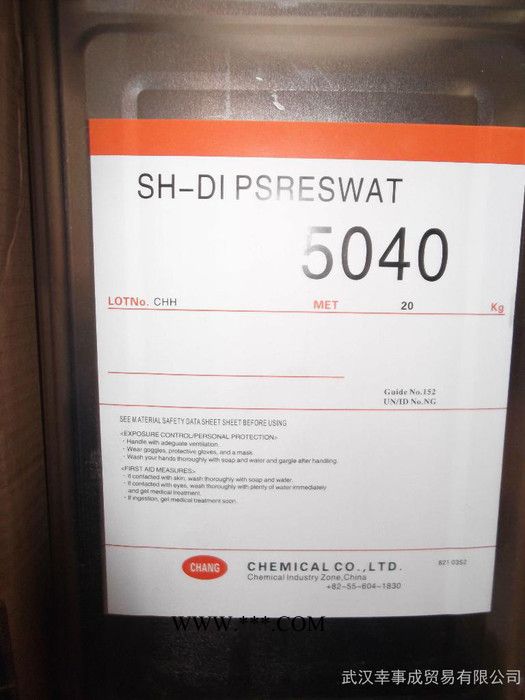 SH-DI PSRESWAT
5040
LOTNo. CHH MET 20 Kg
Guide No.152
UN/ID No.NG
SEE MATERIAL SAFETY DATA SHEET SHEET BEFORE USING
<EXPOSURE CONTROL/PERSONAL PROTECTION>
· Handle with adequate ventilation.
· Wear goggles, protective gloves, and a mask.
· Wash your hands thoroughly with soap and water and gargle after handling.
<FIRST AID MEASURES>
· If contacted with skin, wash thoroughly with soap and water.
· If contacted with eyes, wash thoroughly with plenty of water immediately
and gel medical treatment.
· If ingestion, gel medical treatment soon.
CHANG CHEMICAL CO.,LTD. 821 0352
Chemical Industry Zone,China
+82-55-604-1830
WWW.***.COM
武汉幸事成贸易有限公司